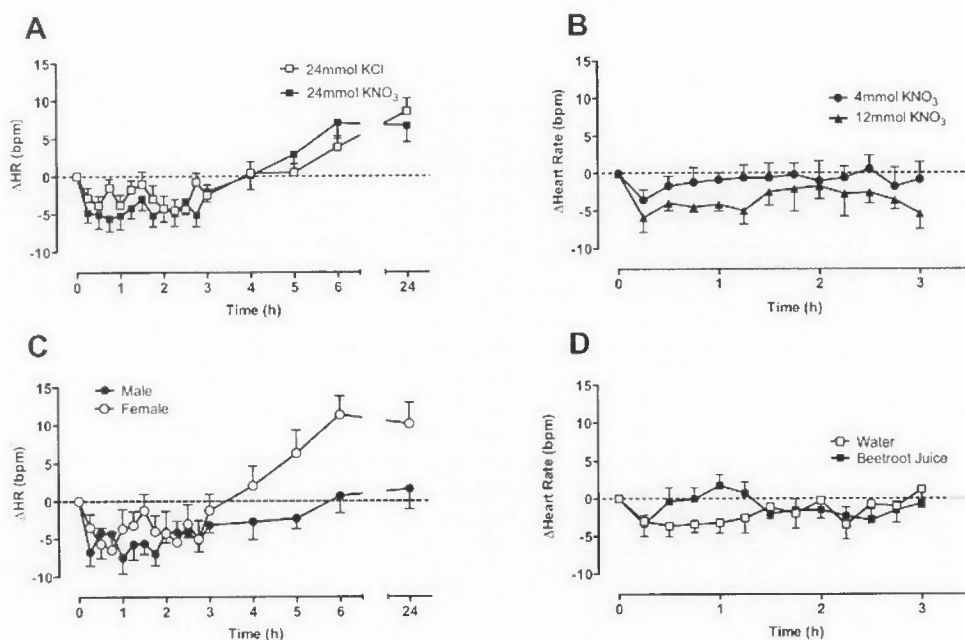 A
24mmol KCl
24mmol KNO₃
15
10
5
0
-5
-10
ΔHR (bpm)
0 1 2 3 4 5 6 24
Time (h)
B
4mmol KNO₃
12mmol KNO₃
15
10
5
0
-5
-10
ΔHeart Rate (bpm)
0 1 2 3
Time (h)
C
Male
Female
15
10
5
0
-5
-10
ΔHR (bpm)
0 1 2 3 4 5 6 24
Time (h)
D
Water
Beetroot Juice
15
10
5
0
-5
-10
ΔHeart Rate (bpm)
0 1 2 3
Time (h)